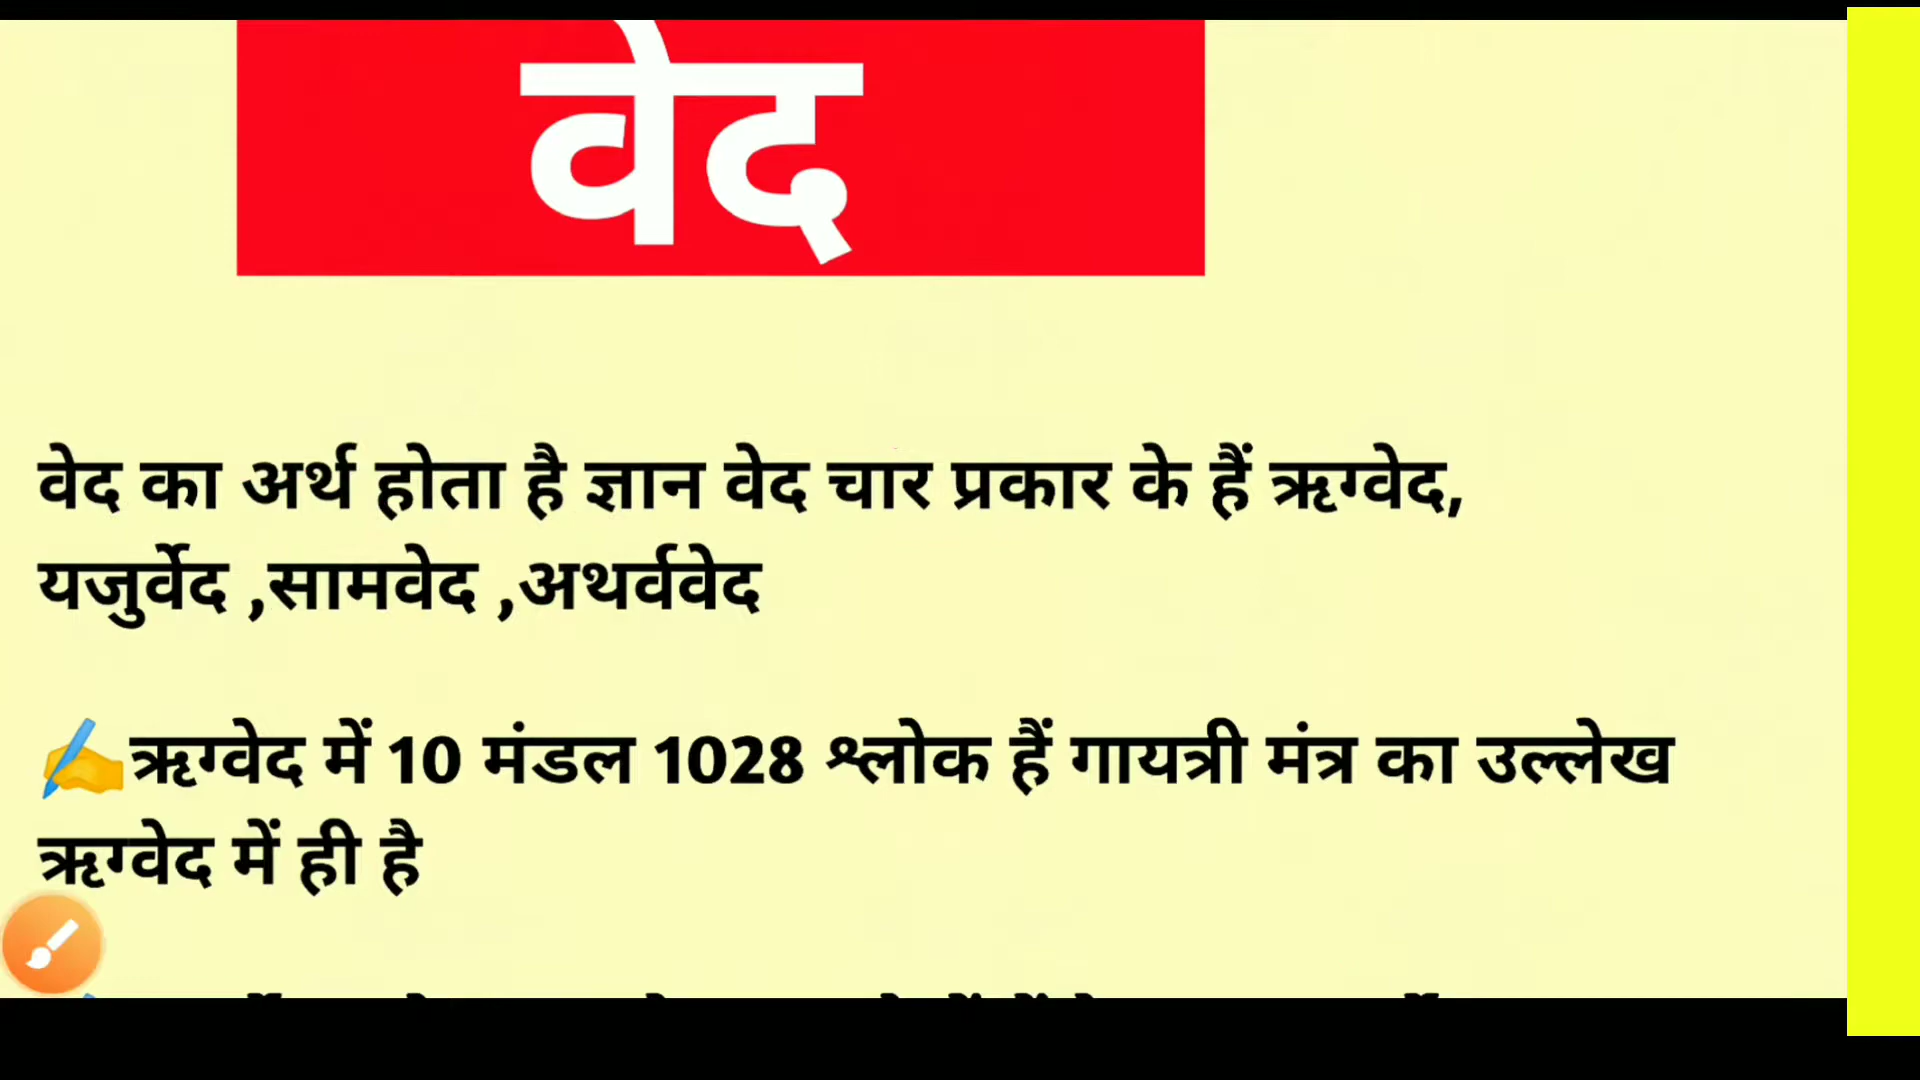 वेद
वेद का अर्थ होता है ज्ञान वेद चार प्रकार के हैं ऋग्वेद,
यजुर्वेद ,सामवेद ,अथर्ववेद
✍ऋग्वेद में 10 मंडल 1028 श्लोक हैं गायत्री मंत्र का उल्लेख
ऋग्वेद में ही है